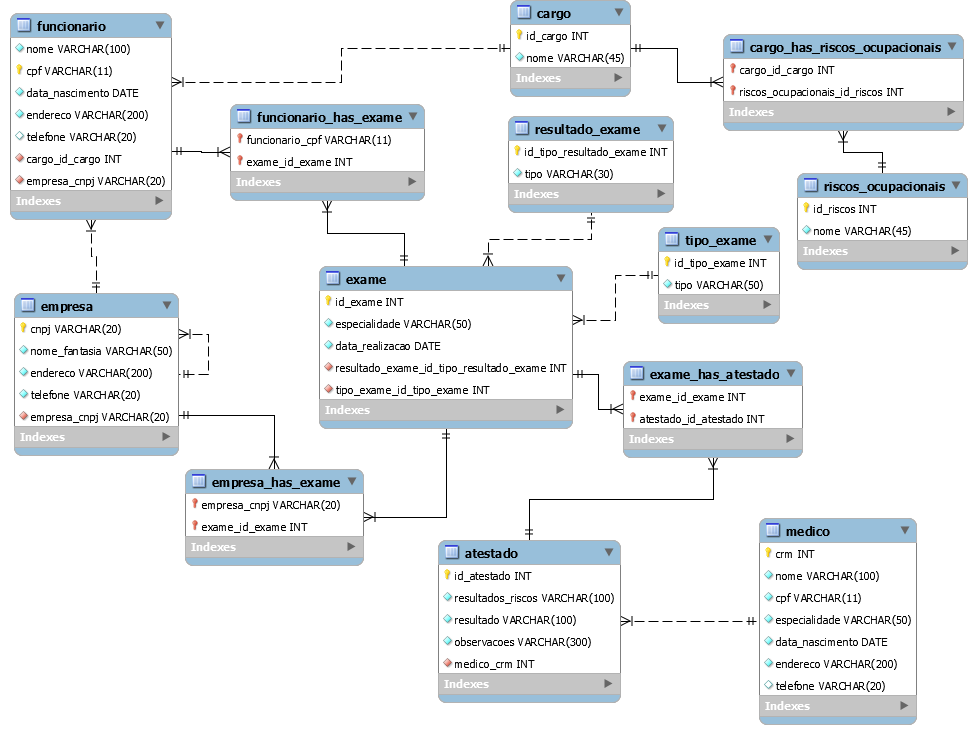 funcionario
nome VARCHAR(100)
cpf VARCHAR(11)
data_nascimento DATE
endereco VARCHAR(200)
telefone VARCHAR(20)
cargo_id_cargo INT
empresa_cnpj VARCHAR(20)
Indexes
cargo
id_cargo INT
nome VARCHAR(45)
Indexes
cargo_has_riscos_ocupacionais
cargo_id_cargo INT
riscos_ocupacionais_id_riscos INT
Indexes
funcionario_has_exame
funcionario_cpf VARCHAR(11)
exame_id_exame INT
Indexes
resultado_exame
id_tipo_resultado_exame INT
tipo VARCHAR(30)
Indexes
riscos_ocupacionais
id_riscos INT
nome VARCHAR(45)
Indexes
tipo_exame
id_tipo_exame INT
tipo VARCHAR(50)
Indexes
empresa
cnpj VARCHAR(20)
nome_fantasia VARCHAR(50)
endereco VARCHAR(200)
telefone VARCHAR(20)
empresa_cnpj VARCHAR(20)
Indexes
exame
id_exame INT
especialidade VARCHAR(50)
data_realizacao DATE
resultado_exame_id_tipo_resultado_exame INT
tipo_exame_id_tipo_exame INT
Indexes
exame_has_atestado
exame_id_exame INT
atestado_id_atestado INT
Indexes
empresa_has_exame
empresa_cnpj VARCHAR(20)
exame_id_exame INT
Indexes
atestado
id_atestado INT
resultados_riscos VARCHAR(100)
resultado VARCHAR(100)
observacoes VARCHAR(300)
medico_crm INT
Indexes
medico
crm INT
nome VARCHAR(100)
cpf VARCHAR(11)
especialidade VARCHAR(50)
data_nascimento DATE
endereco VARCHAR(200)
telefone VARCHAR(20)
Indexes